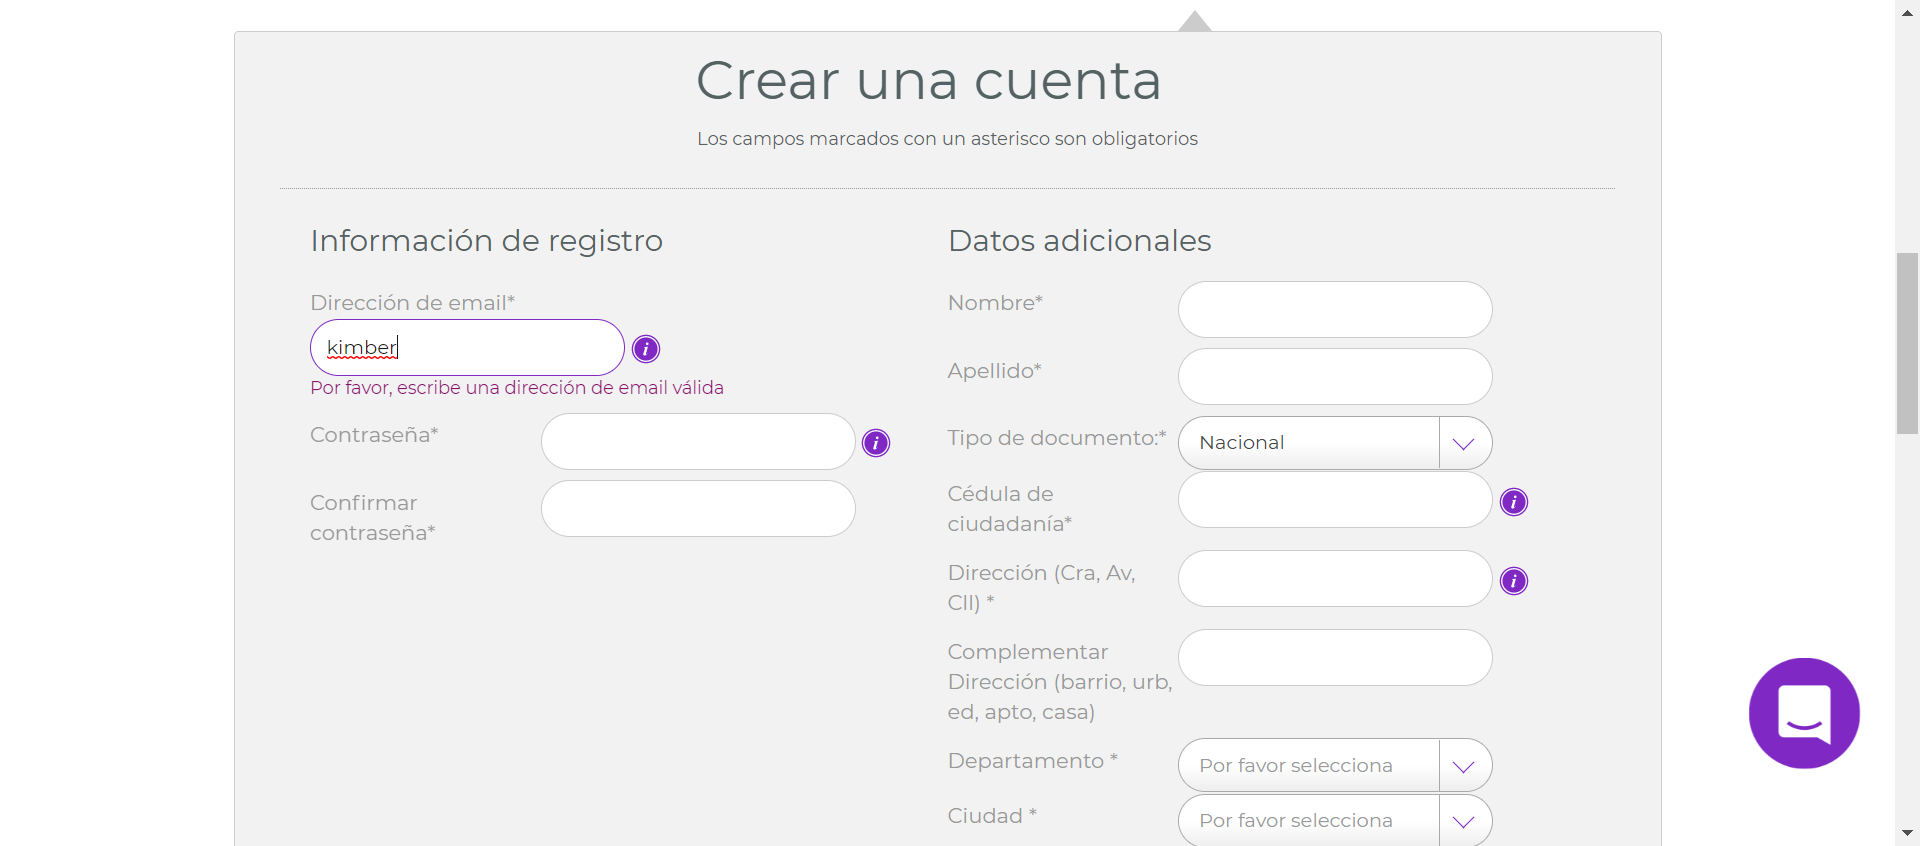 Crear una cuenta
Los campos marcados con un asterisco son obligatorios
Información de registro
Dirección de email*
kimber
Por favor, escribe una dirección de email válida
Contraseña*
Confirmar
contraseña*
Datos adicionales
Nombre*
Apellido*
Tipo de documento:*
Nacional
Cédula de
ciudadanía*
Dirección (Cra, Av,
Cll) *
Complementar
Dirección (barrio, urb,
ed, apto, casa)
Departamento *
Por favor selecciona
Ciudad *
Por favor selecciona